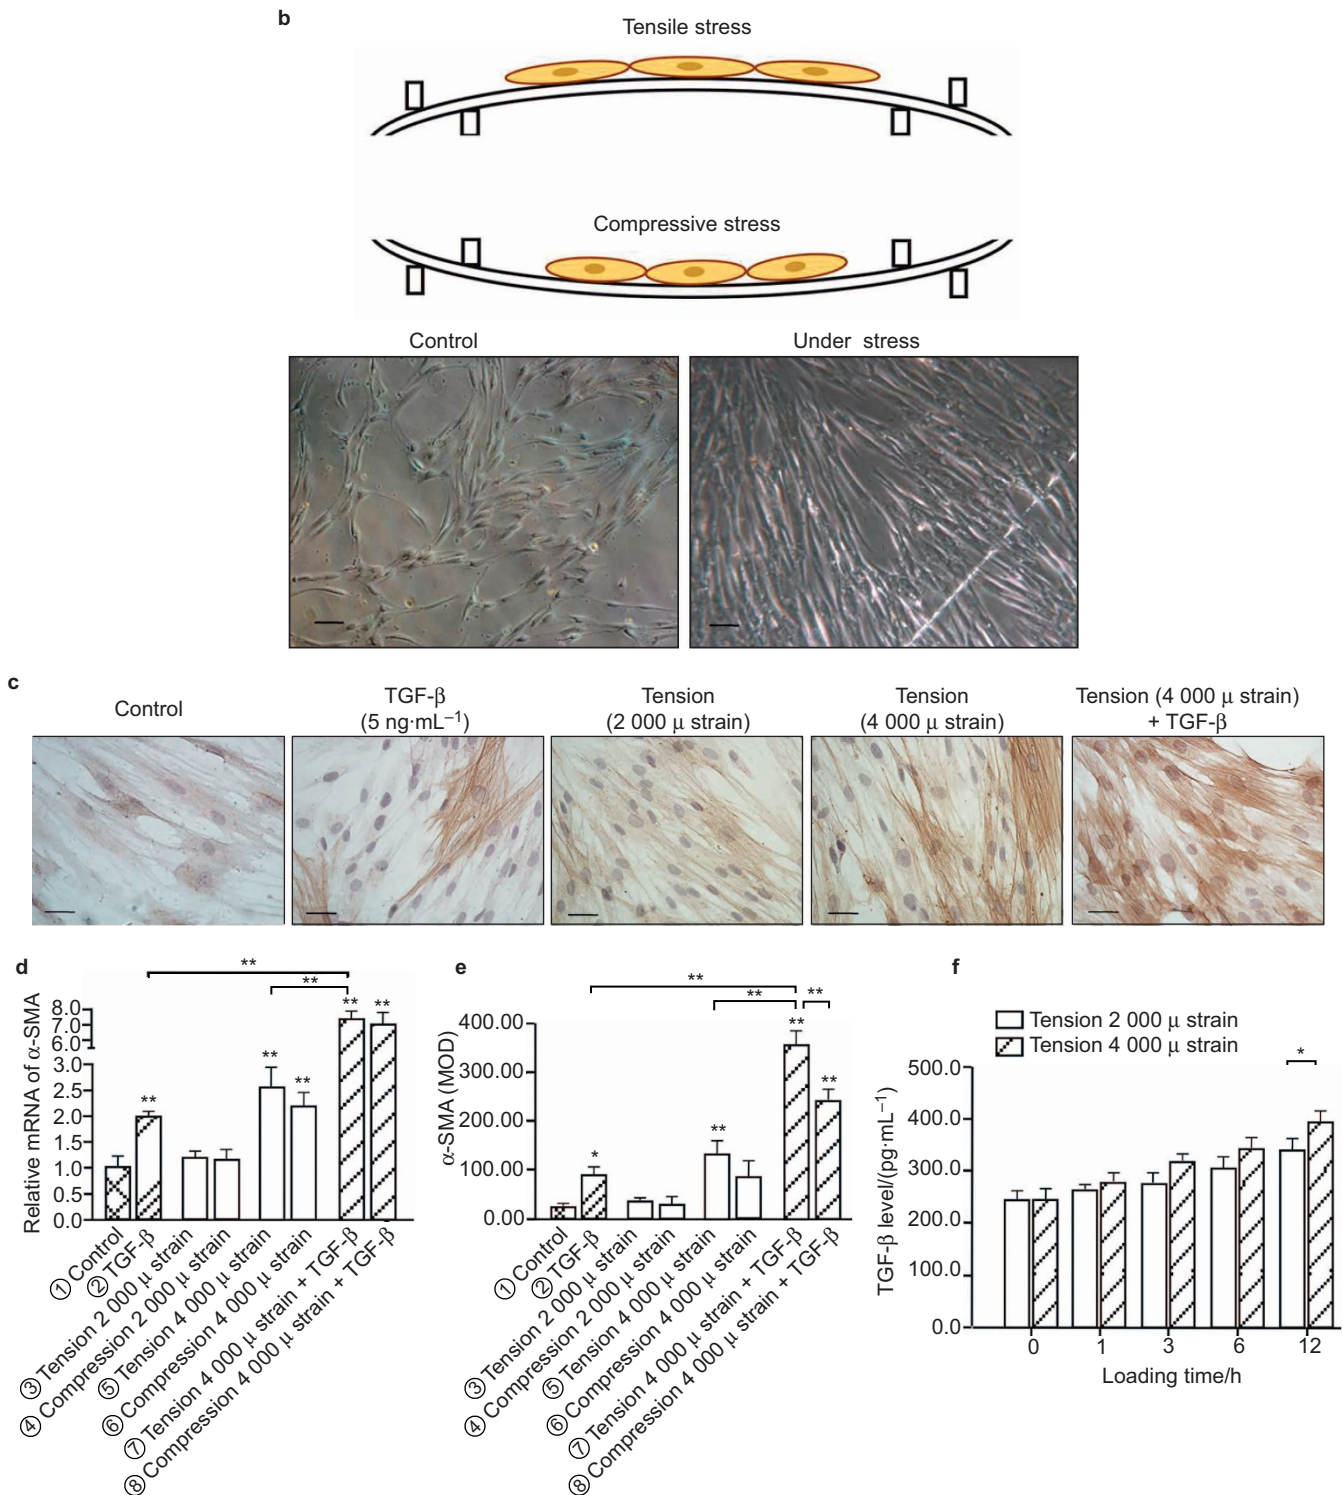 b
Tensile stress
Compressive stress
Control
Under stress
c
Control
TGF-β
(5 ng·mL⁻¹)
Tension
(2 000 μ strain)
Tension
(4 000 μ strain)
Tension (4 000 μ strain)
+ TGF-β
d
**
**
**
**
**
**
**
Relative mRNA of α-SMA
8.0
7.0
6.0
3.0
2.5
2.0
1.5
1.0
0.5
0.0
① Control
② TGF-β
③ Tension 2 000 μ strain
④ Compression 2 000 μ strain
⑤ Tension 4 000 μ strain
⑥ Compression 4 000 μ strain
⑦ Tension 4 000 μ strain + TGF-β
⑧ Compression 4 000 μ strain + TGF-β
e
**
**
**
**
**
**
*
α-SMA (MOD)
400.00
300.00
200.00
100.00
0.00
① Control
② TGF-β
③ Tension 2 000 μ strain
④ Compression 2 000 μ strain
⑤ Tension 4 000 μ strain
⑥ Compression 4 000 μ strain
⑦ Tension 4 000 μ strain + TGF-β
⑧ Compression 4 000 μ strain + TGF-β
f
Tension 2 000 μ strain
Tension 4 000 μ strain
*
TGF-β level/(pg·mL⁻¹)
500.0
400.0
300.0
200.0
100.0
0.0
0 1 3 6 12
Loading time/h